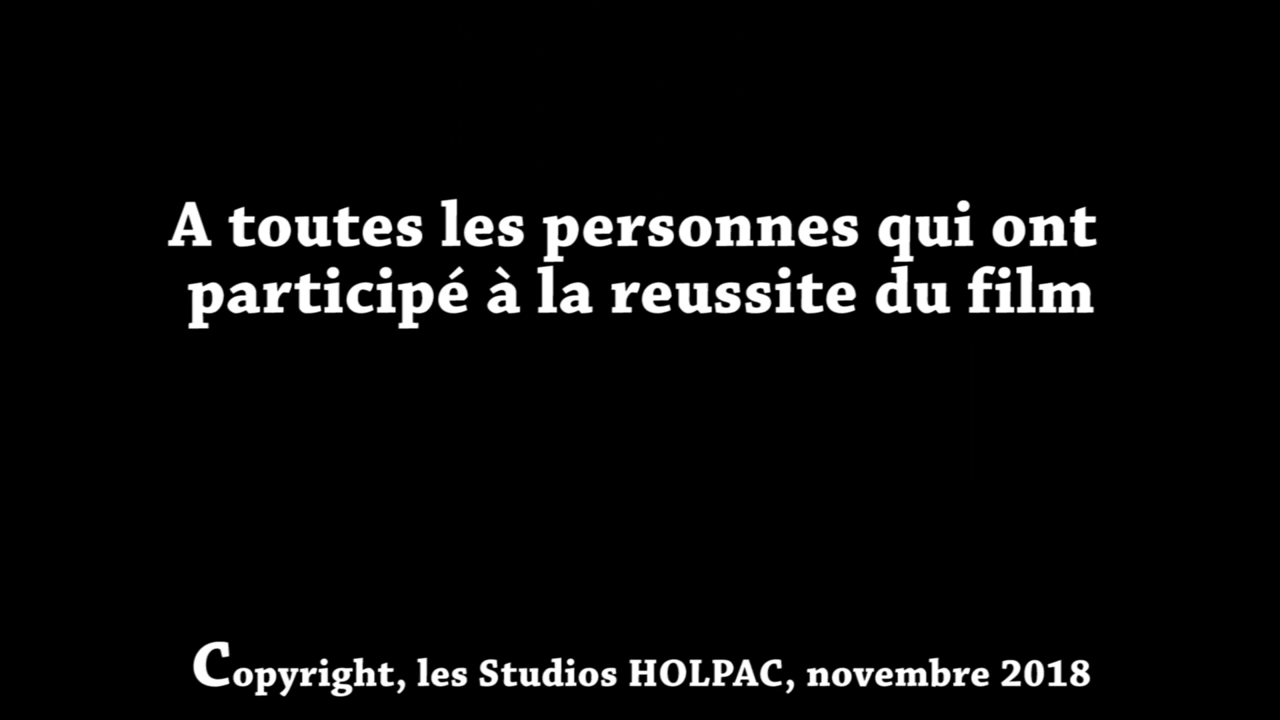 A toutes les personnes qui ont
participé à la reussite du film
Copyright, les Studios HOLPAC, novembre 2018